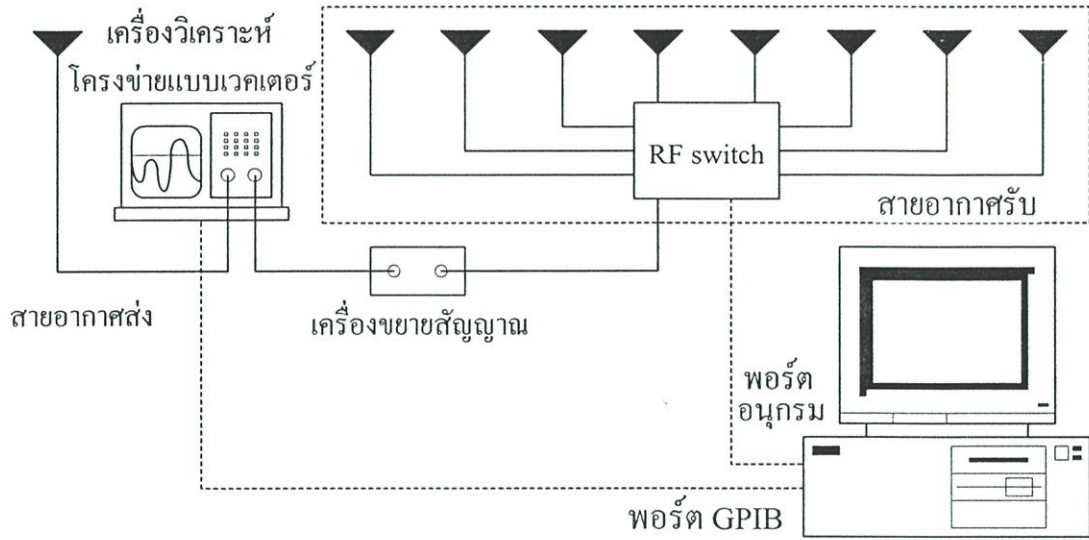 เครื่องวิเคราะห์
โครงข่ายแบบเวคเตอร์
RF switch
สายอากาศรับ
สายอากาศส่ง
เครื่องขยายสัญญาณ
พอร์ต
อนุกรม
พอร์ต GPIB